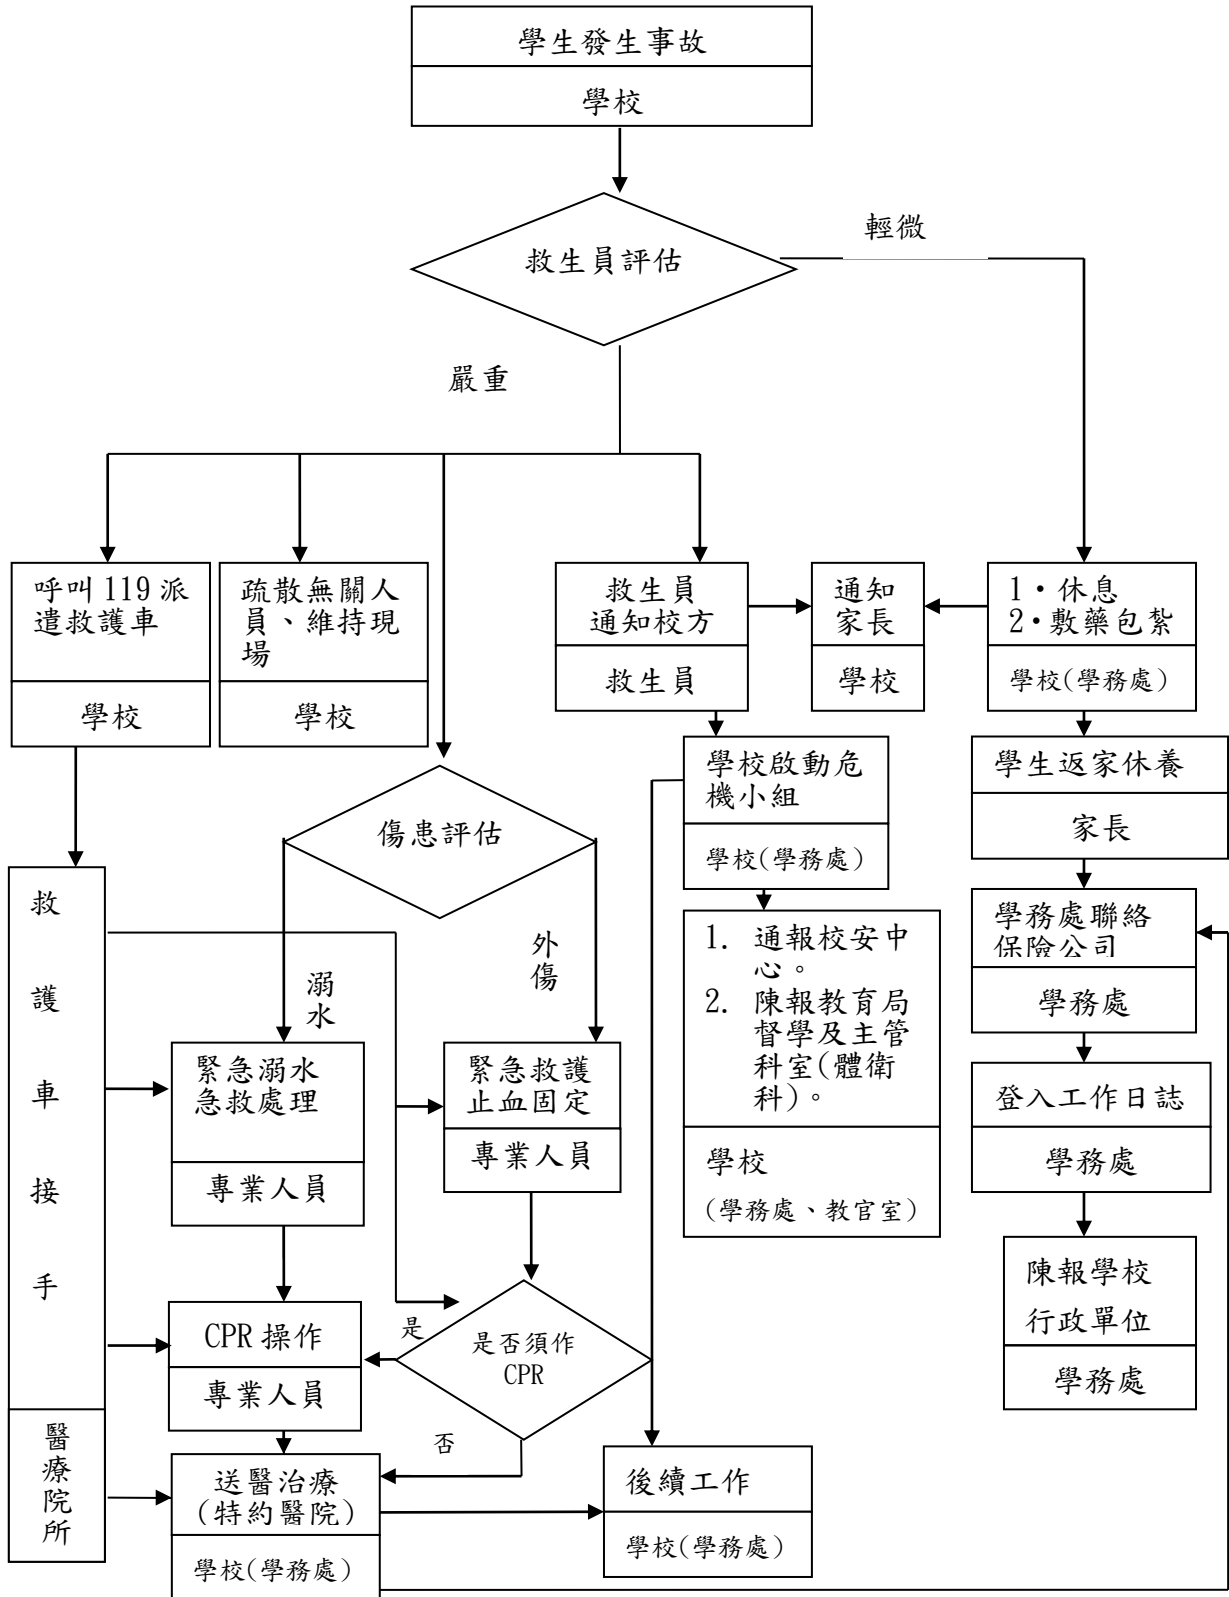 學生發生事故
學校
救生員評估
輕微
嚴重
呼叫119派
遣救護車
學校
疏散無關人
員、維持現
場
學校
救生員
通知校方
救生員
通知
家長
學校
1·休息
2·敷藥包紮
學校(學務處)
學校啟動危
機小組
學校(學務處)
學生返家休養
家長
傷患評估
溺水
外傷
救護車接手
醫療院所
1. 通報校安中
心。
2. 陳報教育局
督學及主管
科室(體衛
科)。
學校
(學務處、教官室)
學務處聯絡
保險公司
學務處
緊急溺水
急救處理
專業人員
緊急救護
止血固定
專業人員
登入工作日誌
學務處
陳報學校
行政單位
學務處
CPR操作
專業人員
是
是否須作
CPR
否
送醫治療
(特約醫院)
學校(學務處)
後續工作
學校(學務處)